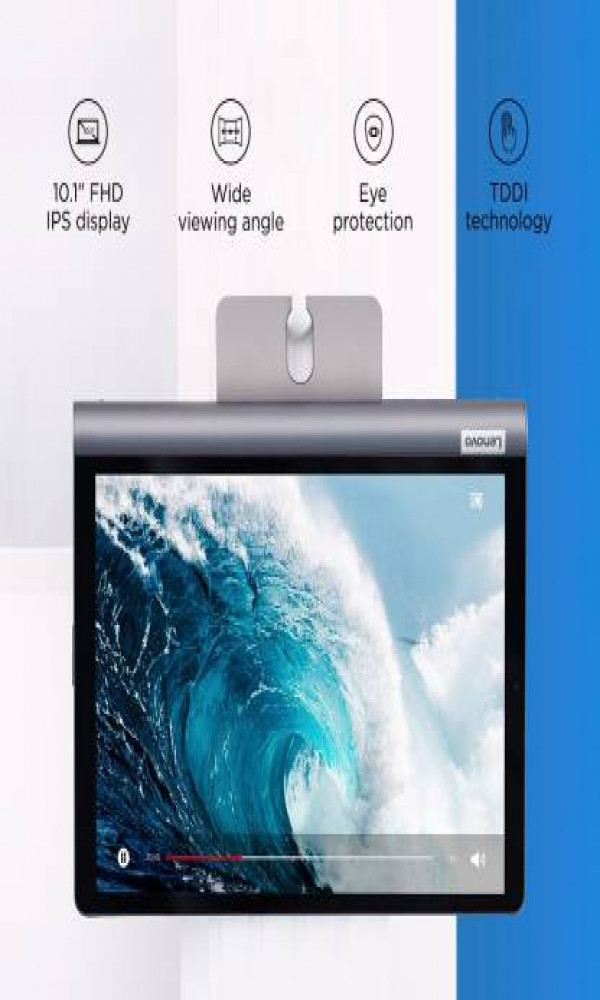 10.1" FHD
IPS display
Wide
viewing angle
Eye
protection
TDDI
technology
Lenovo